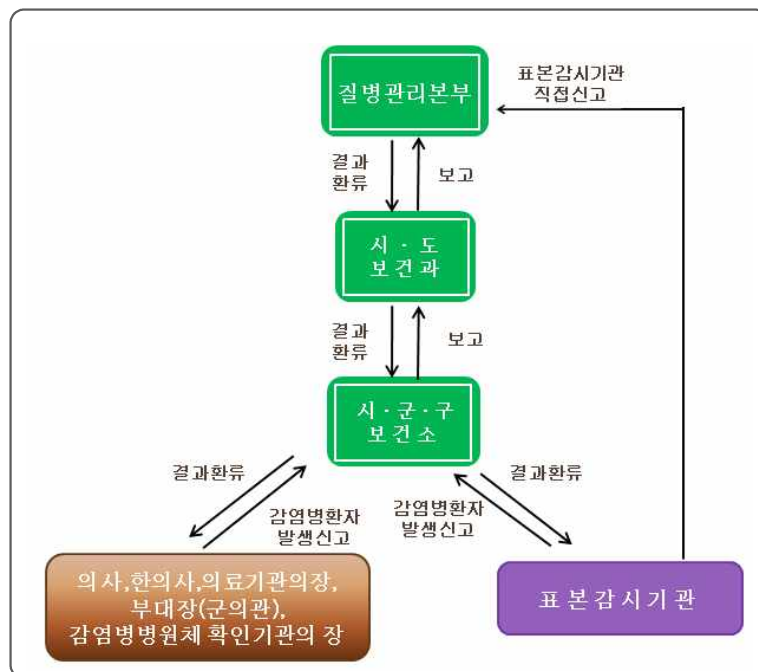 질병관리본부
표본감시기관
직접신고
결과
환류
보고
시 · 도
보건과
결과
환류
보고
시 · 군 · 구
보건소
결과환류
감염병환자
발생신고
감염병환자
발생신고
결과환류
의사,한의사,의료기관의장,
부대장(군의관),
감염병병원체 확인기관의 장
표본감시기관